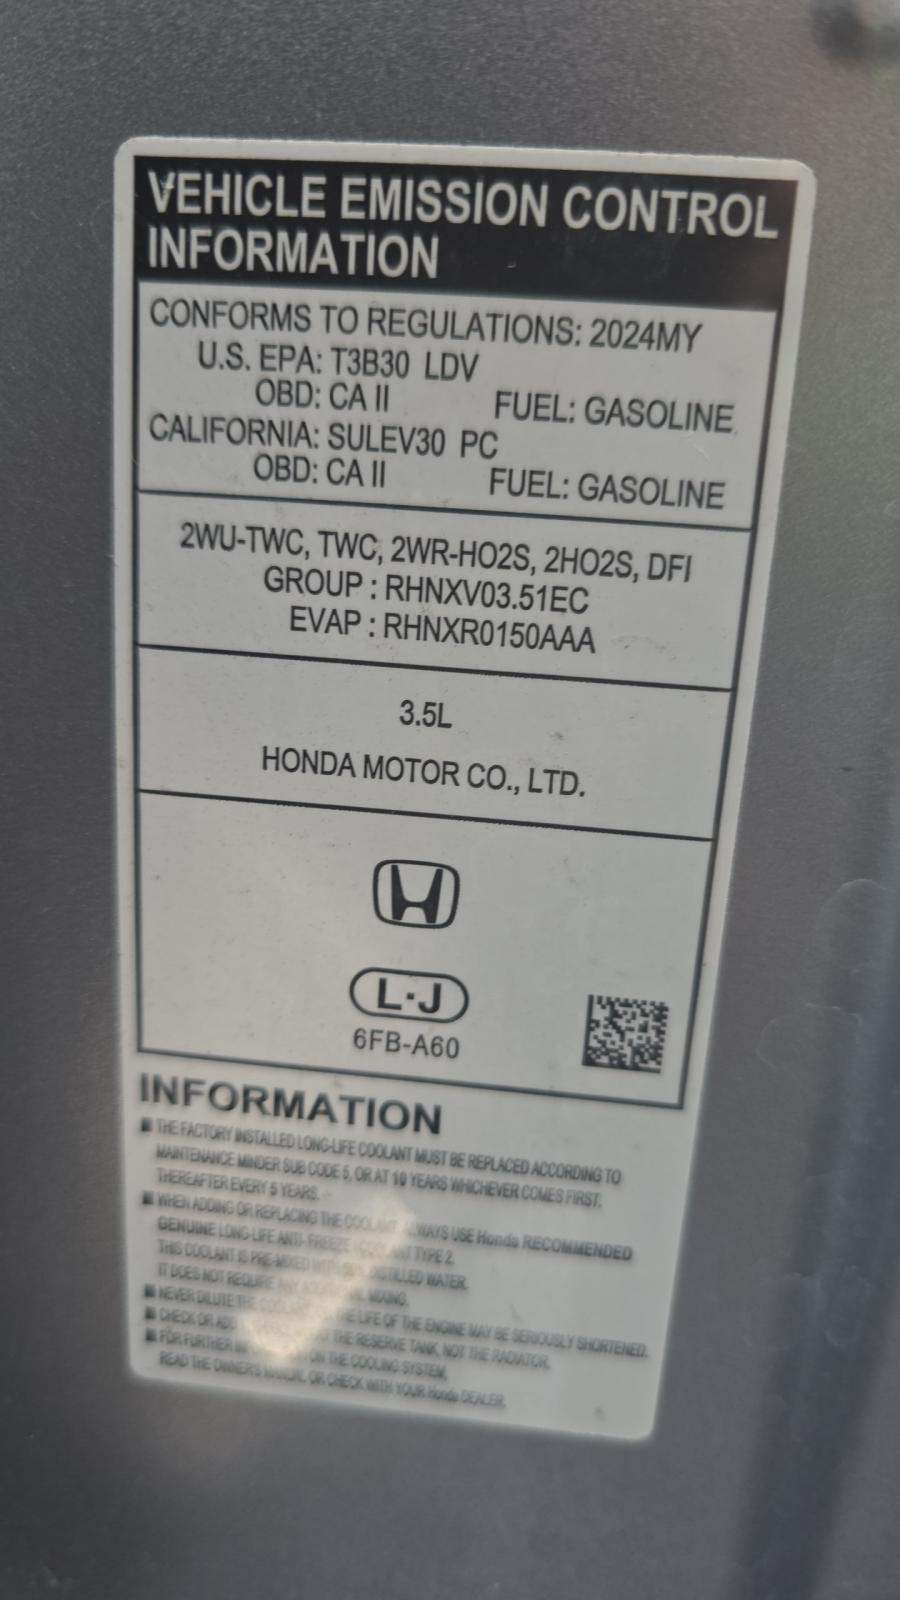 VEHICLE EMISSION CONTROL
INFORMATION
CONFORMS TO REGULATIONS: 2024MY
U.S. EPA: T3B30 LDV
OBD: CA II FUEL: GASOLINE
CALIFORNIA: SULEV30 PC
OBD: CA II FUEL: GASOLINE
2WU-TWC, TWC, 2WR-HO2S, 2HO2S, DFI
GROUP : RHNXV03.51EC
EVAP : RHNXR0150AAA
3.5L
HONDA MOTOR CO., LTD.
L·J
6FB-A60
INFORMATION
■ THE FACTORY INSTALLED LONG-LIFE COOLANT MUST BE REPLACED ACCORDING TO
MAINTENANCE MINDER SUB CODE 5, OR AT 10 YEARS WHICHEVER COMES FIRST.
THEREAFTER EVERY 5 YEARS.
■ WHEN ADDING OR REPLACING THE COOLANT, ALWAYS USE Honda RECOMMENDED
GENUINE LONG-LIFE ANTI-FREEZE COOLANT TYPE 2.
THIS COOLANT IS PRE-MIXED WITH DISTILLED WATER.
IT DOES NOT REQUIRE ANY MIXING.
■ NEVER DILUTE THE THE LIFE OF THE ENGINE MAY BE SERIOUSLY SHORTENED.
■ CHECK OR THE RESERVE TANK, NOT THE RADIATOR.
■ FOR FURTHER ON THE COOLING SYSTEM,
READ THE OWNER'S MANUAL OR CHECK WITH YOUR Honda DEALER.